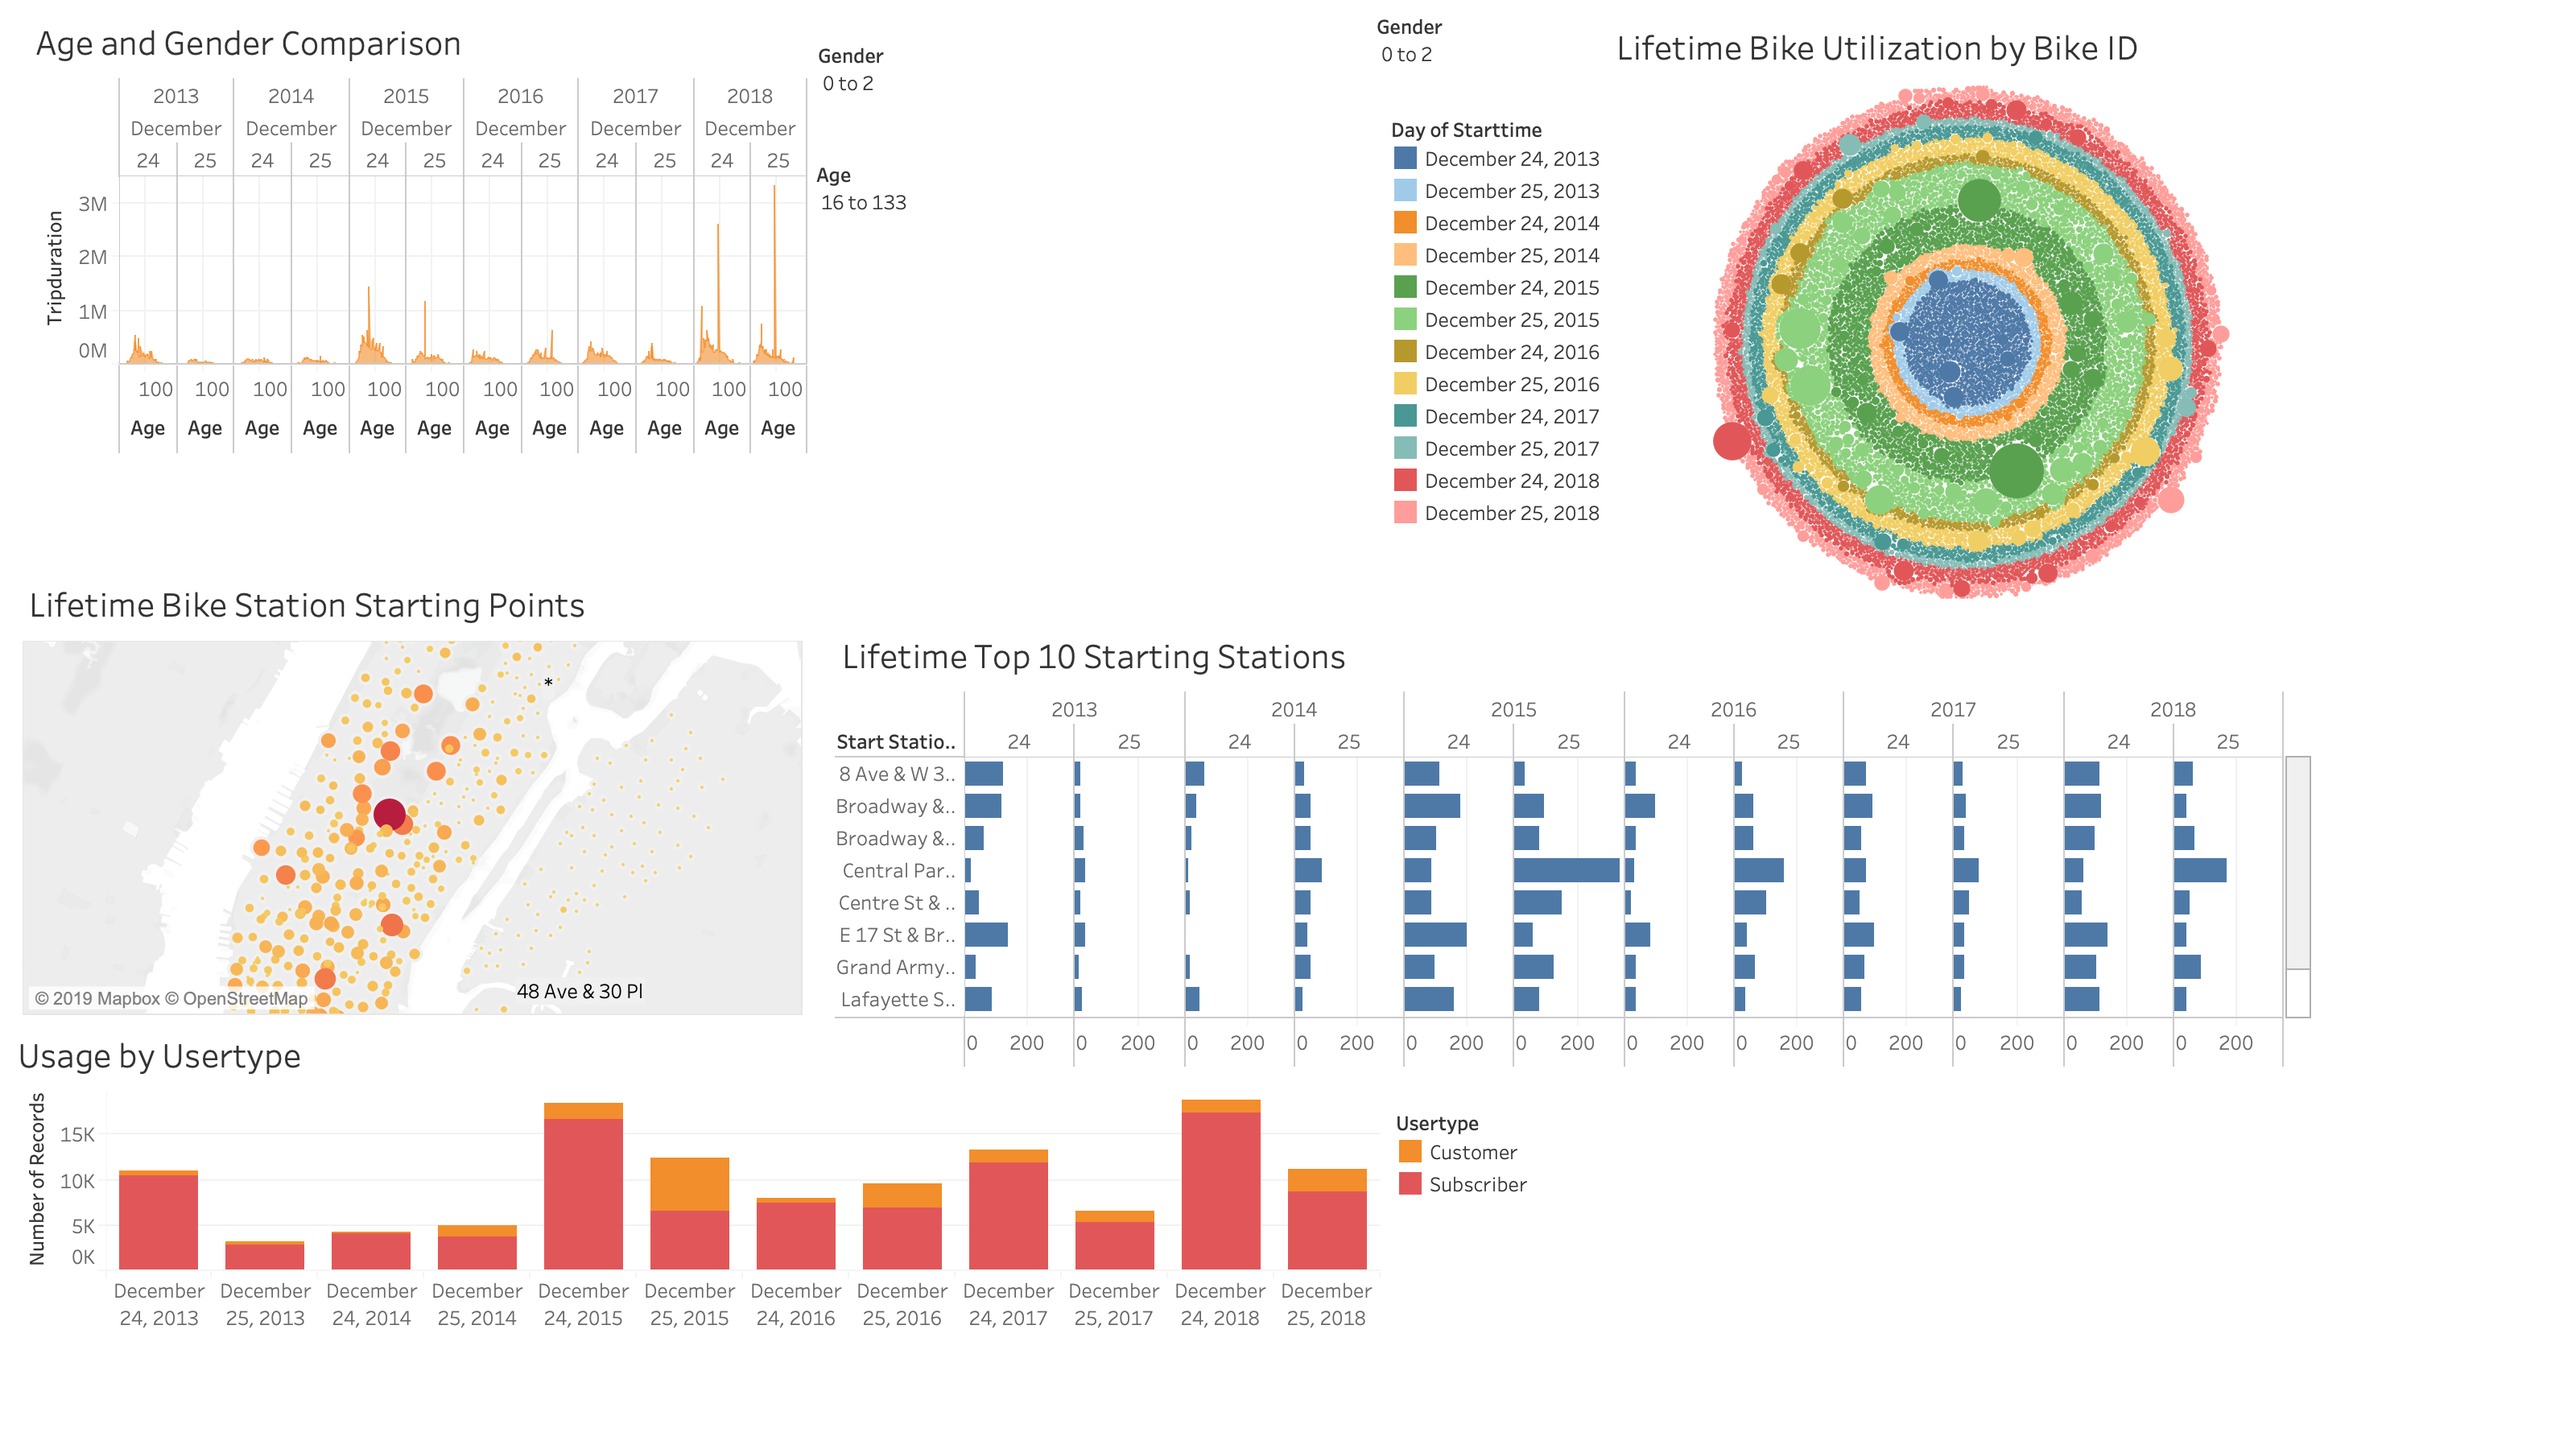 Age and Gender Comparison
Gender
0 to 2
2013 2014 2015 2016 2017 2018
December December December December December December
24 25 24 25 24 25 24 25 24 25 24 25
Tripduration
3M
2M
1M
0M
100 100 100 100 100 100 100 100 100 100 100 100
Age Age Age Age Age Age Age Age Age Age Age Age
Age
16 to 133
Gender
0 to 2
Lifetime Bike Utilization by Bike ID
Day of Starttime
December 24, 2013
December 25, 2013
December 24, 2014
December 25, 2014
December 24, 2015
December 25, 2015
December 24, 2016
December 25, 2016
December 24, 2017
December 25, 2017
December 24, 2018
December 25, 2018
Lifetime Bike Station Starting Points
*
48 Ave & 30 Pl
© 2019 Mapbox © OpenStreetMap
Lifetime Top 10 Starting Stations
2013 2014 2015 2016 2017 2018
Start Statio.. 24 25 24 25 24 25 24 25 24 25 24 25
8 Ave & W 3..
Broadway &..
Broadway &..
Central Par..
Centre St & ..
E 17 St & Br..
Grand Army..
Lafayette S..
0 200 0 200 0 200 0 200 0 200 0 200 0 200 0 200 0 200 0 200 0 200 0 200
Usage by Usertype
Number of Records
15K
10K
5K
0K
December December December December December December December December December December December December
24, 2013 25, 2013 24, 2014 25, 2014 24, 2015 25, 2015 24, 2016 25, 2016 24, 2017 25, 2017 24, 2018 25, 2018
Usertype
Customer
Subscriber